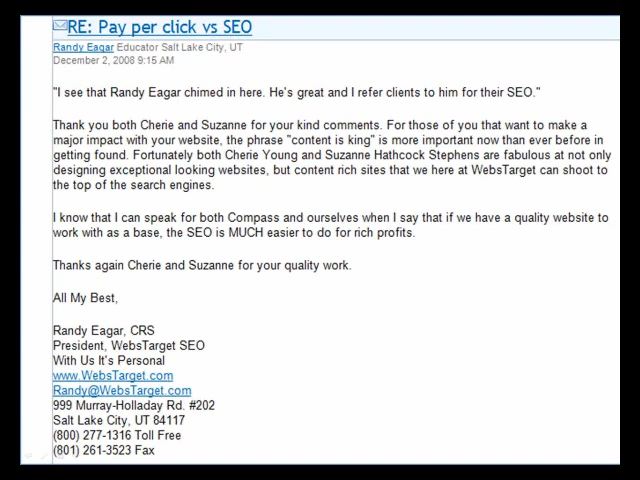 RE: Pay per click vs SEO
Randy Eagar Educator Salt Lake City, UT
December 2, 2008 9:15 AM
"I see that Randy Eagar chimed in here. He's great and I refer clients to him for their SEO."
Thank you both Cherie and Suzanne for your kind comments. For those of you that want to make a
major impact with your website, the phrase "content is king" is more important now than ever before in
getting found. Fortunately both Cherie Young and Suzanne Hathcock Stephens are fabulous at not only
designing exceptional looking websites, but content rich sites that we here at WebsTarget can shoot to
the top of the search engines.
I know that I can speak for both Compass and ourselves when I say that if we have a quality website to
work with as a base, the SEO is MUCH easier to do for rich profits.
Thanks again Cherie and Suzanne for your quality work.
All My Best,
Randy Eagar, CRS
President, WebsTarget SEO
With Us It's Personal
www.WebsTarget.com
Randy@WebsTarget.com
999 Murray-Holladay Rd. #202
Salt Lake City, UT 84117
(800) 277-1316 Toll Free
(801) 261-3523 Fax